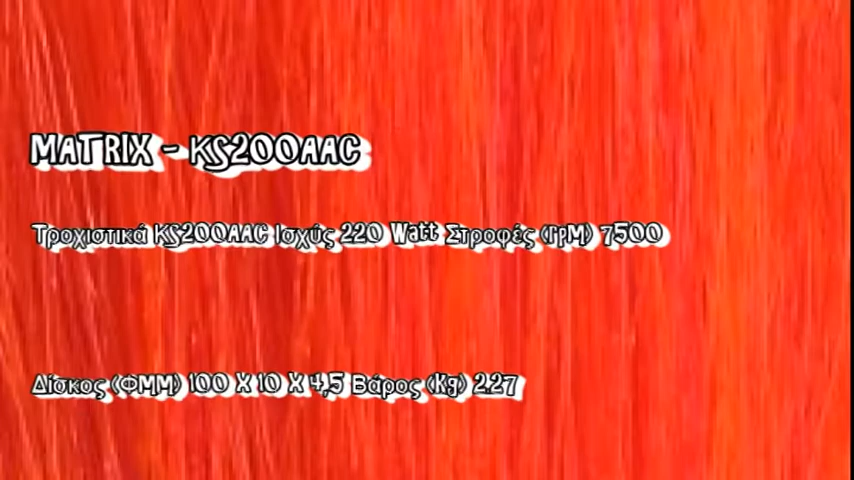 MATRIX - KS200AAC
Τροχιστικά KS200AAC Ισχύς 220 Watt Στροφές (rpM) 7500
Δίσκος (ΦΜΜ) 100 X 10 X 4,5 Βάρος (Kg) 2.27